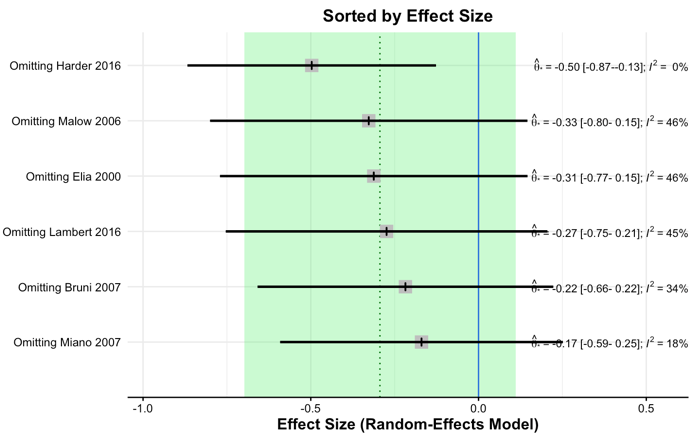 Sorted by Effect Size
Omitting Harder 2016 θ̂* = -0.50 [-0.87--0.13]; I² = 0%
Omitting Malow 2006 θ̂* = -0.33 [-0.80- 0.15]; I² = 46%
Omitting Elia 2000 θ̂* = -0.31 [-0.77- 0.15]; I² = 46%
Omitting Lambert 2016 θ̂* = -0.27 [-0.75- 0.21]; I² = 45%
Omitting Bruni 2007 θ̂* = -0.22 [-0.66- 0.22]; I² = 34%
Omitting Miano 2007 θ̂* = -0.17 [-0.59- 0.25]; I² = 18%
-1.0 -0.5 0.0 0.5
Effect Size (Random-Effects Model)